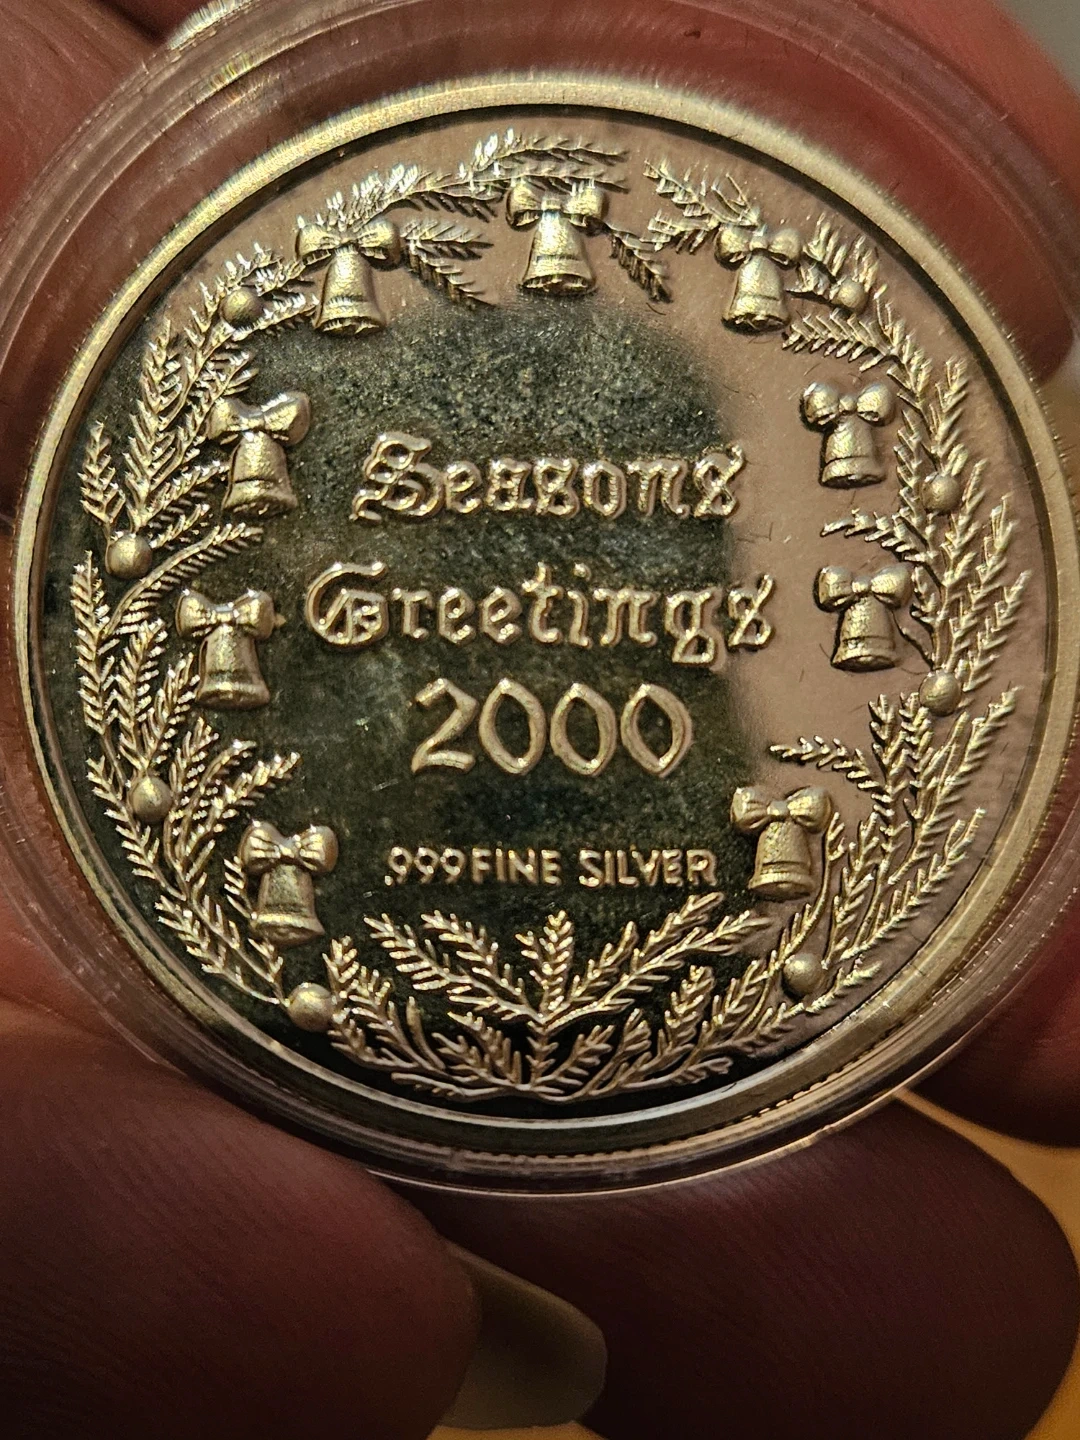 Seasons
Greetings
2000
.999 FINE SILVER